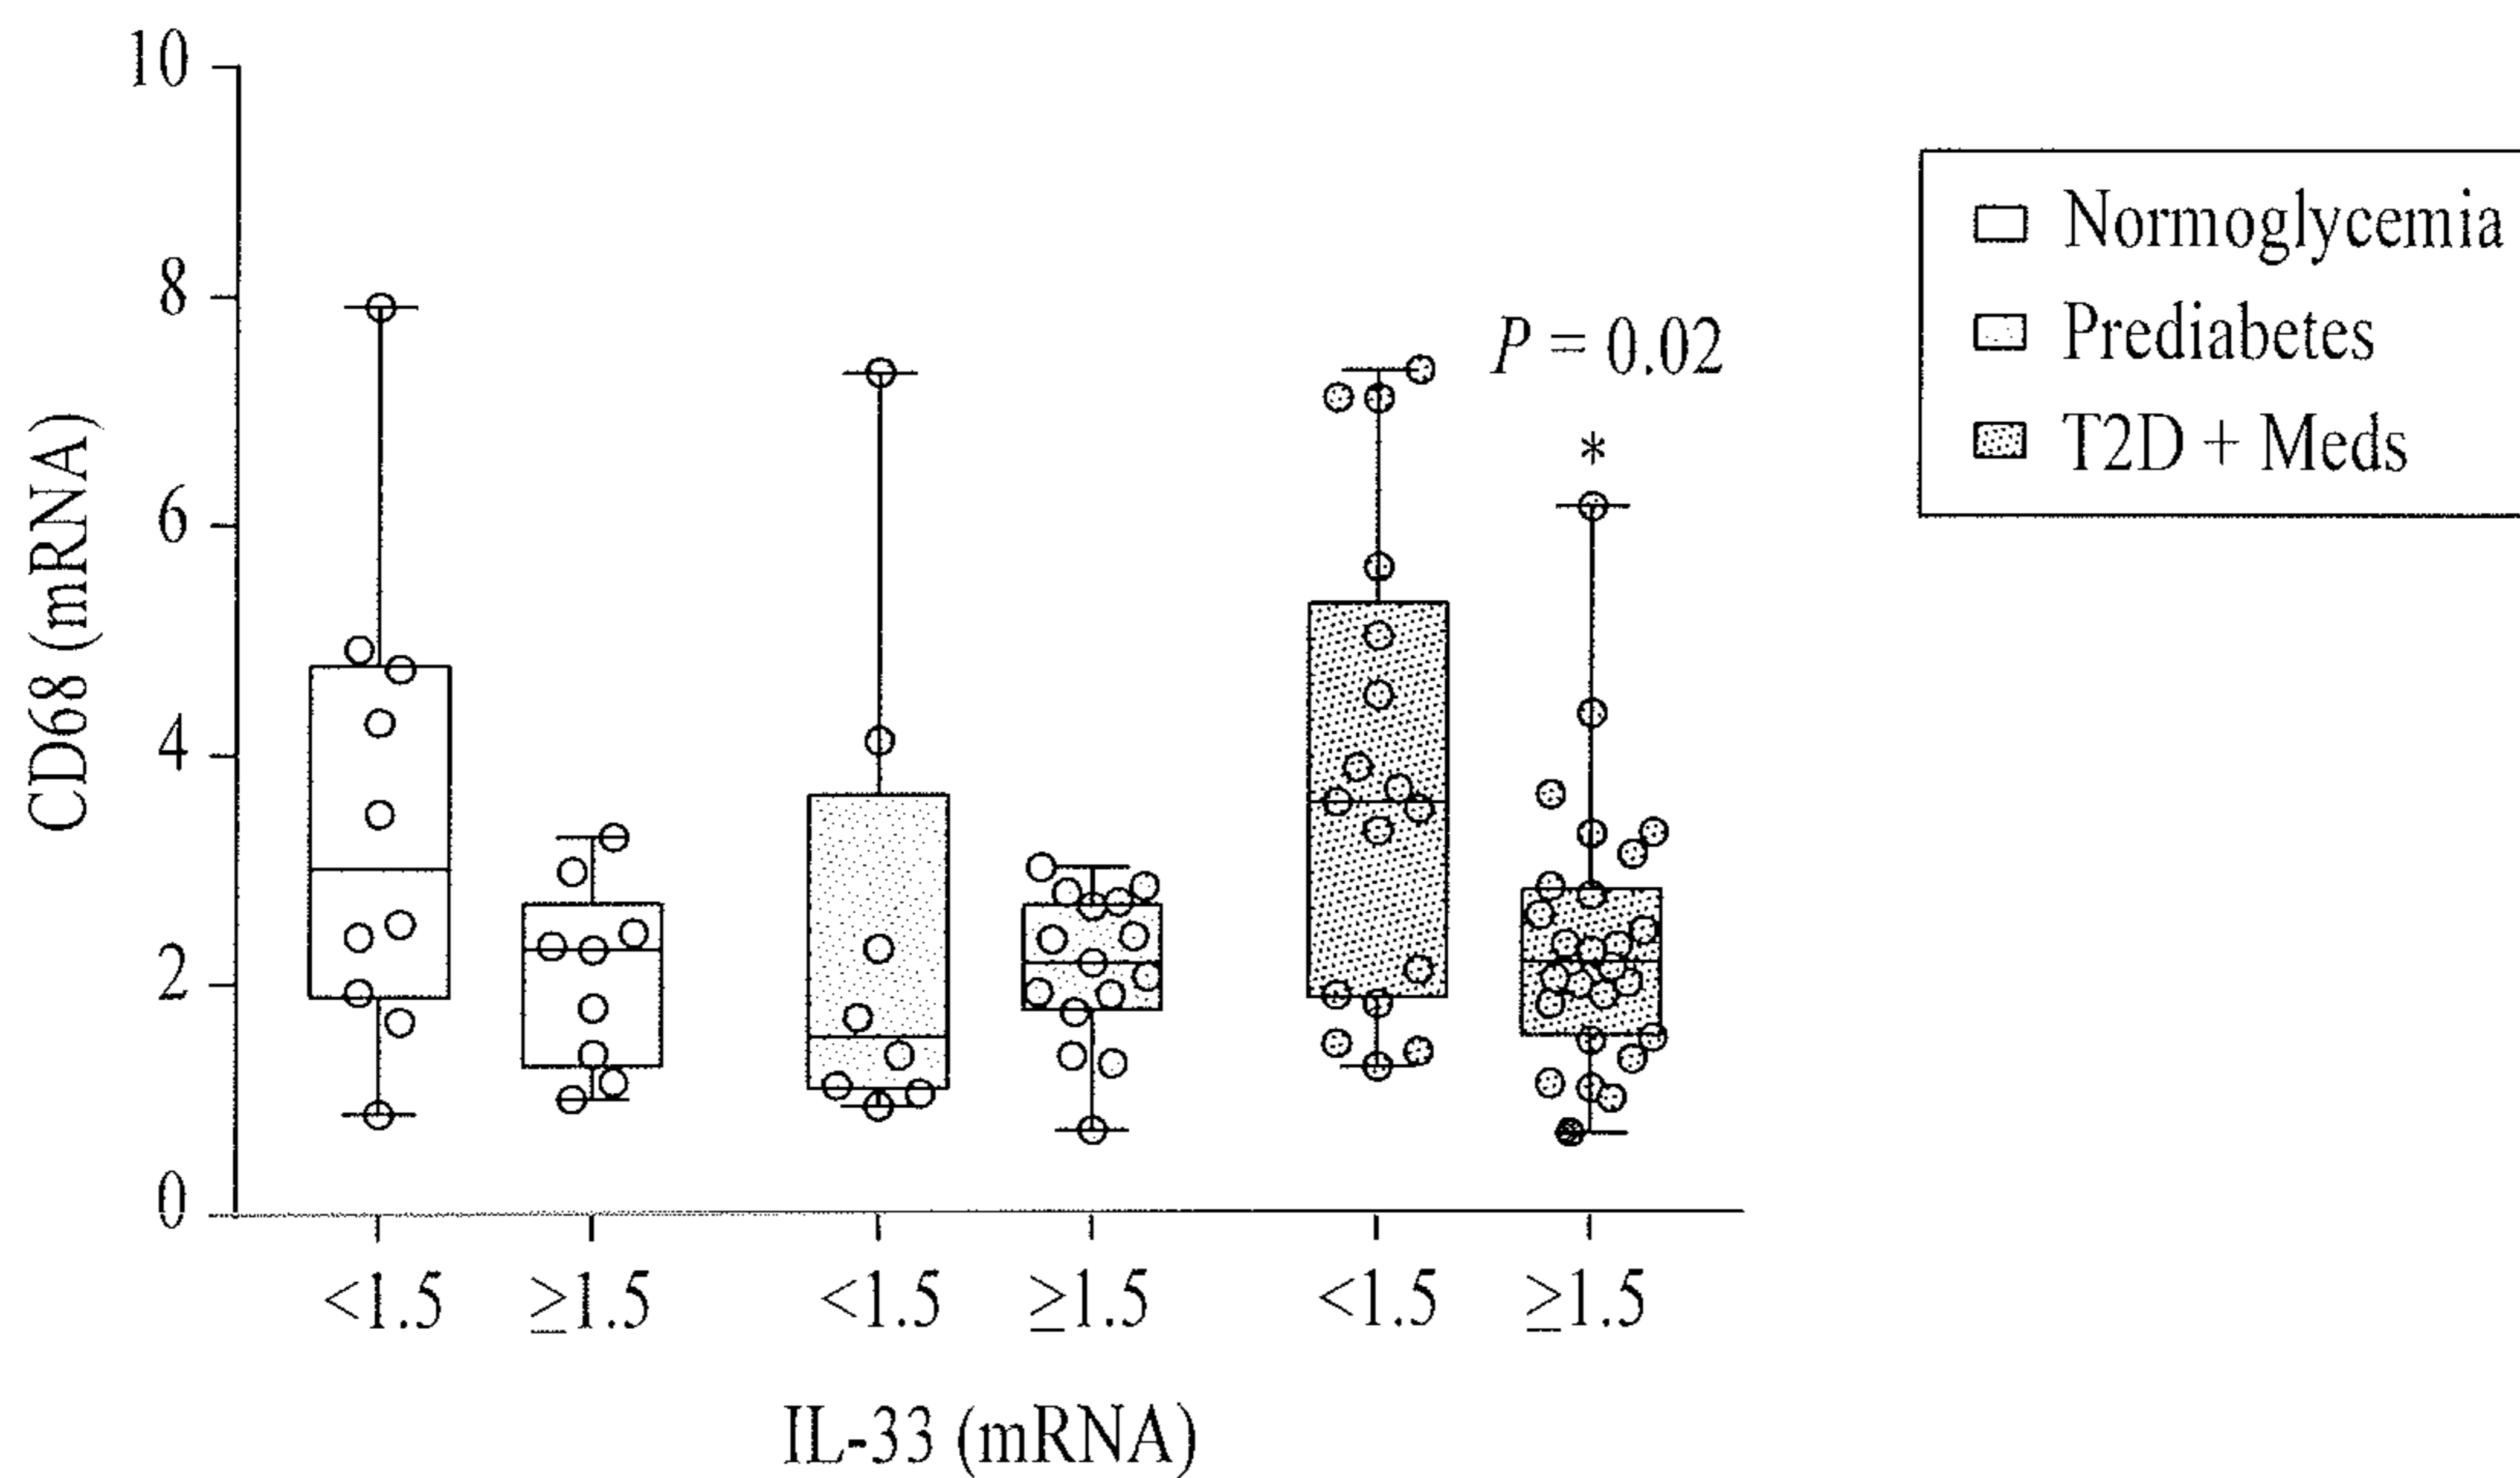 10
8
6
4
2
0
CD68 (mRNA)
P = 0.02
*
Normoglycemia
Prediabetes
T2D + Meds
<1.5 ≥1.5 <1.5 ≥1.5 <1.5 ≥1.5
IL-33 (mRNA)